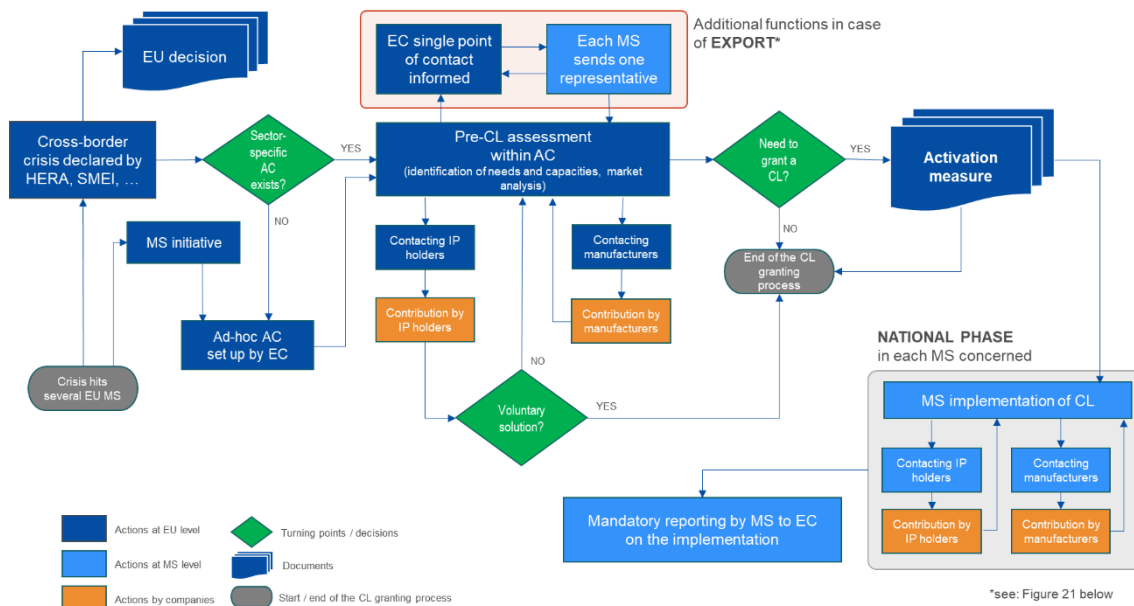 EU decision
EC single point
of contact
informed
Each MS
sends one
representative
Additional functions in case
of EXPORT*
Cross-border
crisis declared by
HERA, SMEI, …
Sector-
specific
AC
exists?
YES
NO
Pre-CL assessment
within AC
(identification of needs and capacities, market
analysis)
Need to
grant a
CL?
YES
NO
Activation
measure
MS initiative
Contacting IP
holders
Contacting
manufacturers
End of the CL
granting
process
Ad-hoc AC
set up by EC
Contribution by
IP holders
Contribution by
manufacturers
Crisis hits
several EU MS
NO
Voluntary
solution?
YES
NATIONAL PHASE
in each MS concerned
MS implementation of CL
Contacting IP
holders
Contacting
manufacturers
Contribution by
IP holders
Contribution by
manufacturers
Mandatory reporting by MS to EC
on the implementation
Actions at EU level
Turning points / decisions
Actions at MS level
Documents
Actions by companies
Start / end of the CL granting process
*see: Figure 21 below